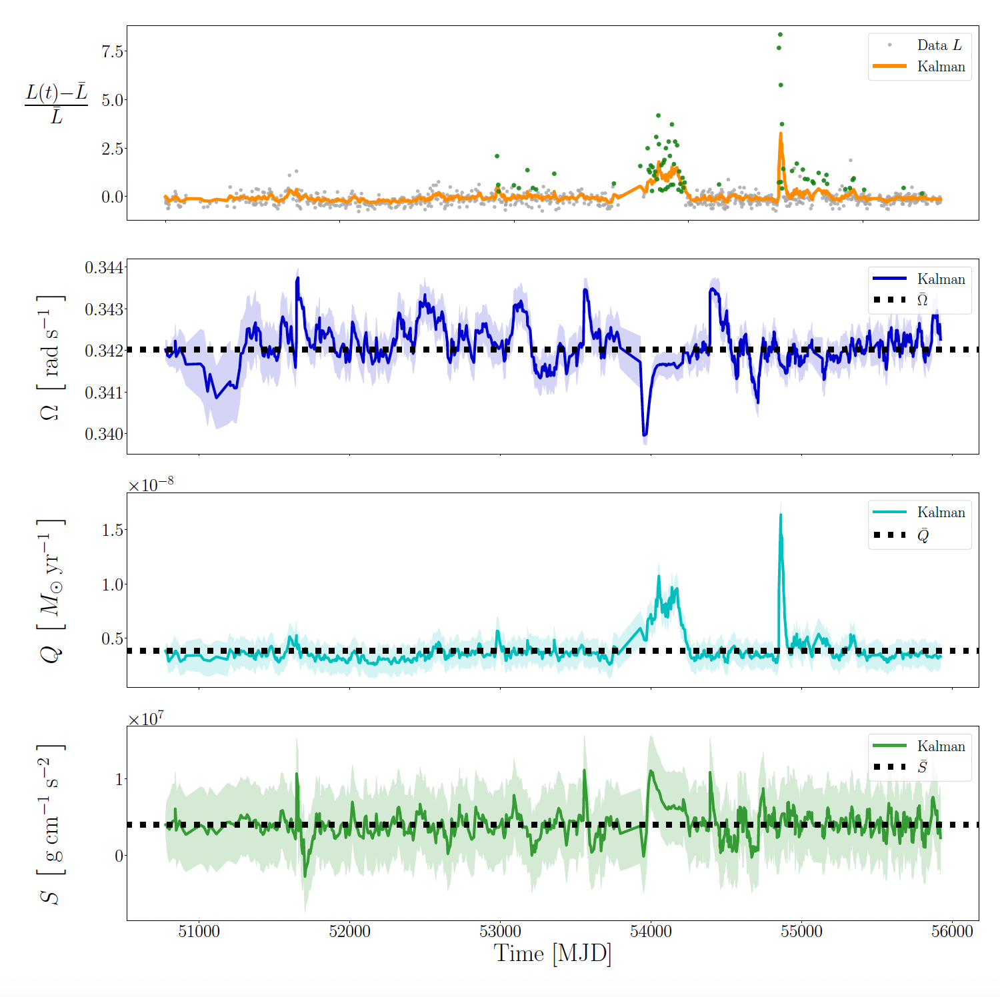 L(t)−L̄ / L̄
7.5
5.0
2.5
0.0
Data L
Kalman
Ω [ rad s⁻¹ ]
0.344
0.343
0.342
0.341
0.340
Kalman
Ω̄
×10⁻⁸
Q [ M⊙ yr⁻¹ ]
1.5
1.0
0.5
Kalman
Q̄
×10⁷
S [ g cm⁻¹ s⁻² ]
1
0
Kalman
S̄
51000 52000 53000 54000 55000 56000
Time [MJD]